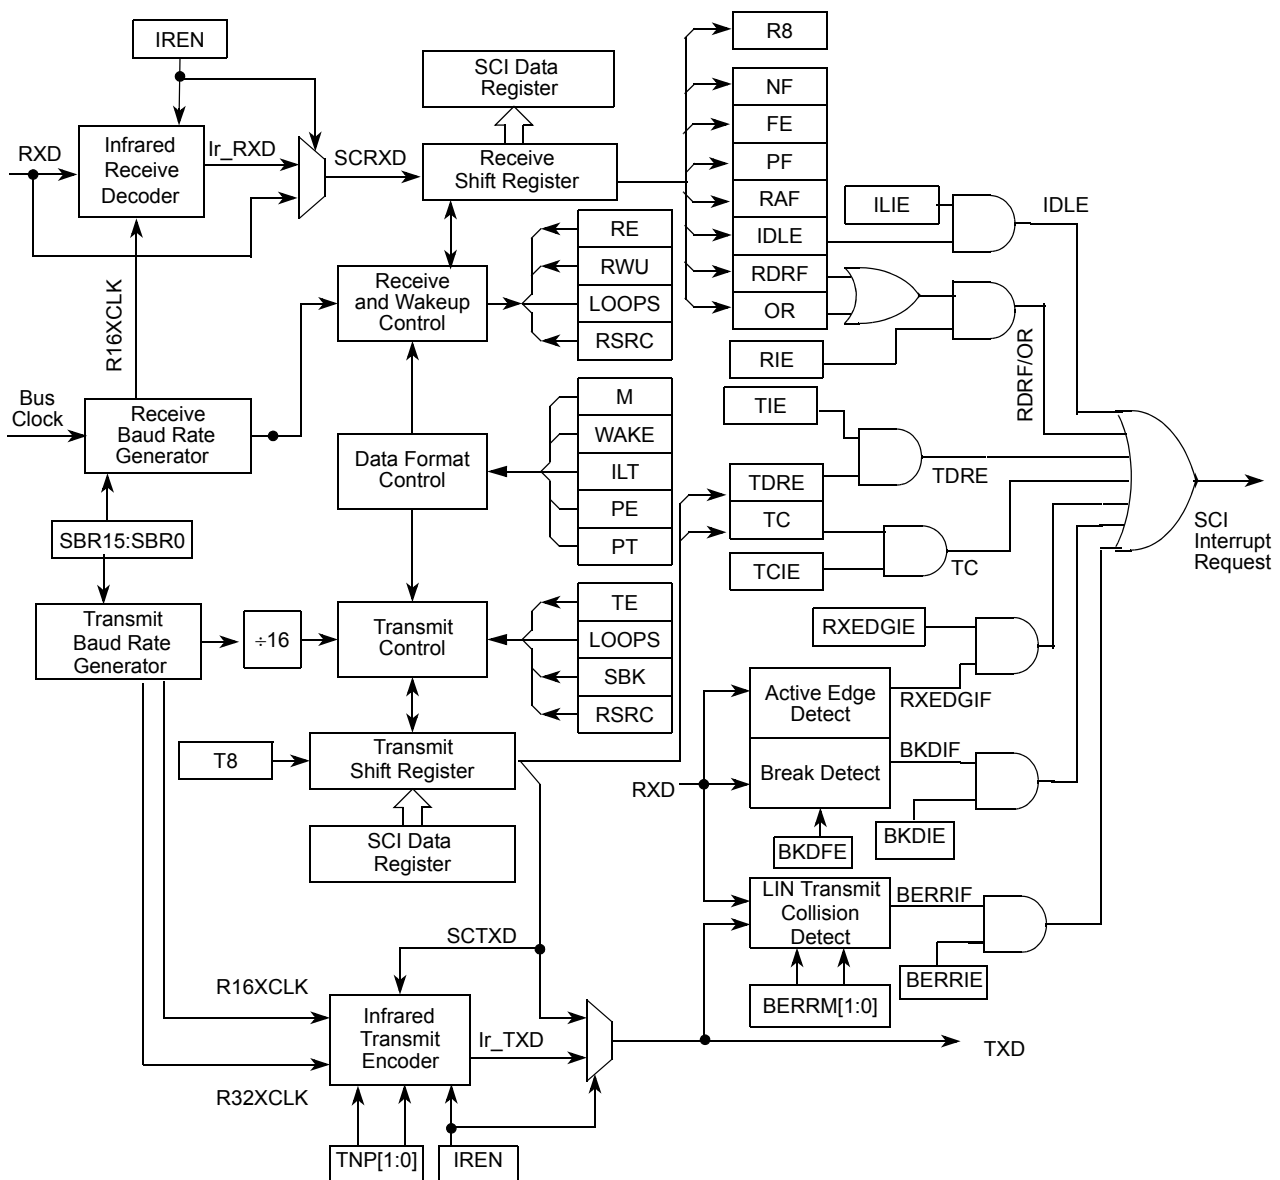 IREN
R8
SCI Data
Register
NF
FE
PF
RAF
IDLE
RDRF
OR
RXD
Infrared
Receive
Decoder
Ir_RXD
SCRXD
Receive
Shift Register
ILIE
IDLE
RIE
RDRF/OR
R16XCLK
RE
RWU
LOOPS
RSRC
Receive
and Wakeup
Control
Bus
Clock
Receive
Baud Rate
Generator
Data Format
Control
M
WAKE
ILT
PE
PT
TIE
TDRE
TC
TCIE
TDRE
TC
SCI
Interrupt
Request
SBR15:SBR0
Transmit
Baud Rate
Generator
÷16
Transmit
Control
TE
LOOPS
SBK
RSRC
RXEDGIE
Active Edge
Detect
RXEDGIF
Break Detect
BKDIF
RXD
BKDIE
BKDFE
T8
Transmit
Shift Register
SCI Data
Register
LIN Transmit
Collision
Detect
BERRIF
BERRIE
BERRM[1:0]
SCTXD
R16XCLK
Infrared
Transmit
Encoder
Ir_TXD
R32XCLK
TXD
TNP[1:0]
IREN